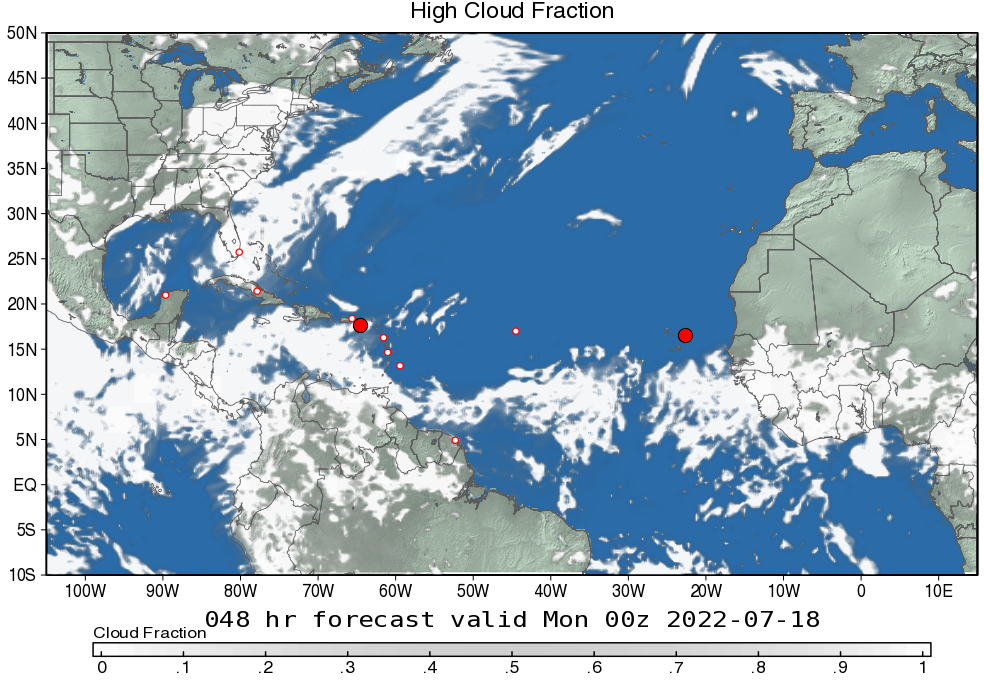 High Cloud Fraction
50N
45N
40N
35N
30N
25N
20N
15N
10N
5N
EQ
5S
10S
100W 90W 80W 70W 60W 50W 40W 30W 20W 10W 0 10E
048 hr forecast valid Mon 00z 2022-07-18
Cloud Fraction
0 .1 .2 .3 .4 .5 .6 .7 .8 .9 1